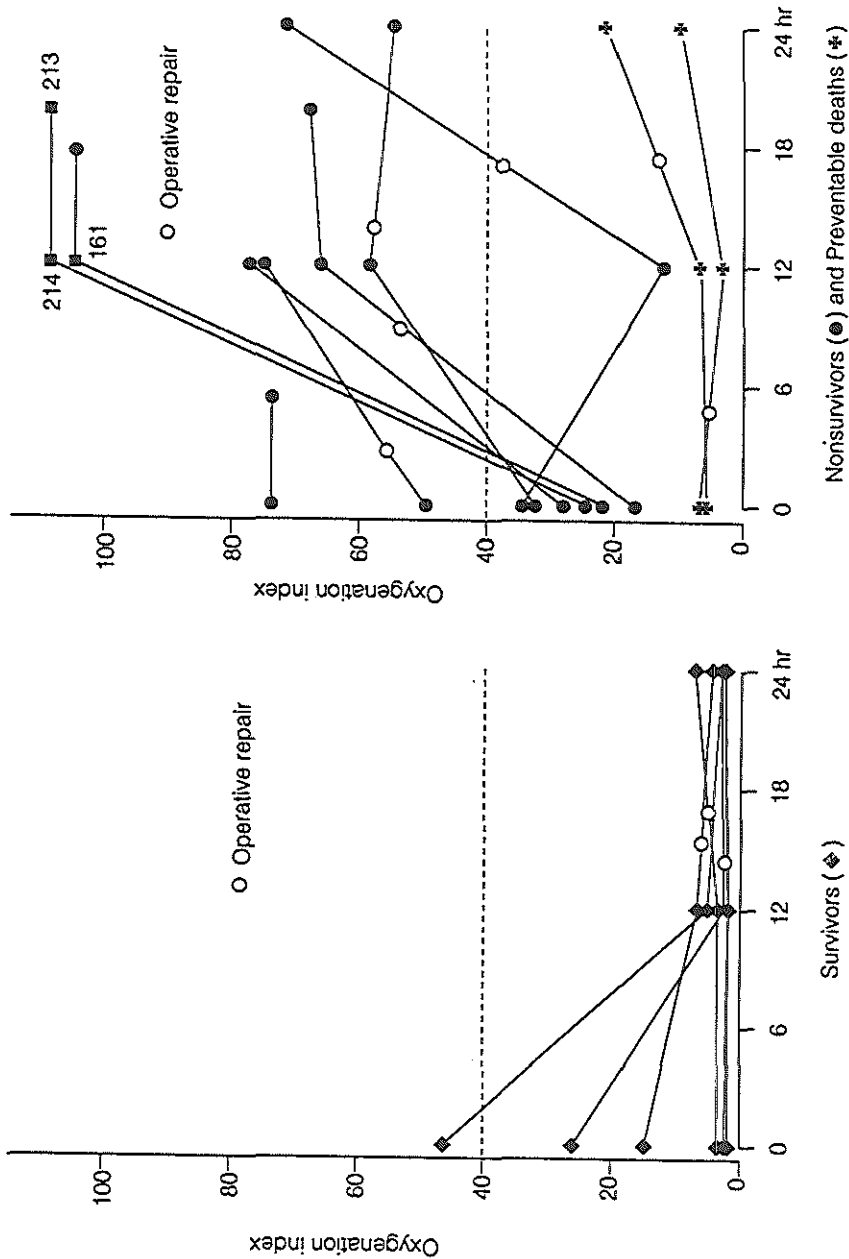 Oxygenation index
100
80
60
40
20
0
○ Operative repair
0
6
12
18
24 hr
Survivors (◆)
Oxygenation index
100
80
60
40
20
0
214
213
161
○ Operative repair
0
6
12
18
24 hr
Nonsurvivors (●) and Preventable deaths (✱)